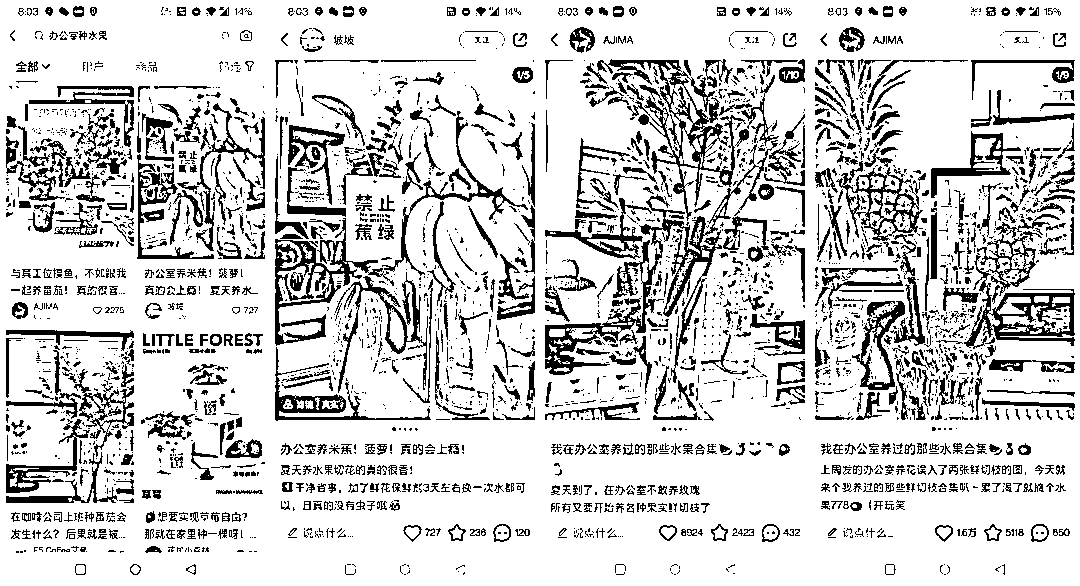 8:03
14%
办公室种水果
全部
用户
商品
筛选
与其工位摸鱼，不如跟我
一起养番茄！真的很容...
AJIMA
2275
29
禁止
蕉绿
办公室养米蕉！菠萝！
真的会上瘾！夏天养水...
坡坡
727
在咖啡公司上班种番茄会
发生什么？后果就是被...
LITTLE FOREST
草莓
想要实现草莓自由？
那就在家里种一棵呀！...
8:03
14%
坡坡
关注
1/5
29
禁止
蕉绿
办公室养米蕉！菠萝！真的会上瘾！
夏天养水果切花的真的很香！
干净省事，加了鲜花保鲜剂3天左右换一次水都可
以，日真的没有虫子哦
说点什么...
727
236
120
8:03
14%
AJIMA
关注
1/10
我在办公室养过的那些水果合集
夏天到了，在办公室不敢养玫瑰
所有又要开始养各种果实鲜切枝了
说点什么...
8924
2423
432
8:03
15%
AJIMA
关注
1/9
我在办公室养过的那些水果合集
上周发的办公室养花误入了两张鲜切枝的图，今天就
来个我养过的那些鲜切枝合集叭～累了渴了就摘个水
果778（开玩笑
说点什么...
1.6万
5118
850